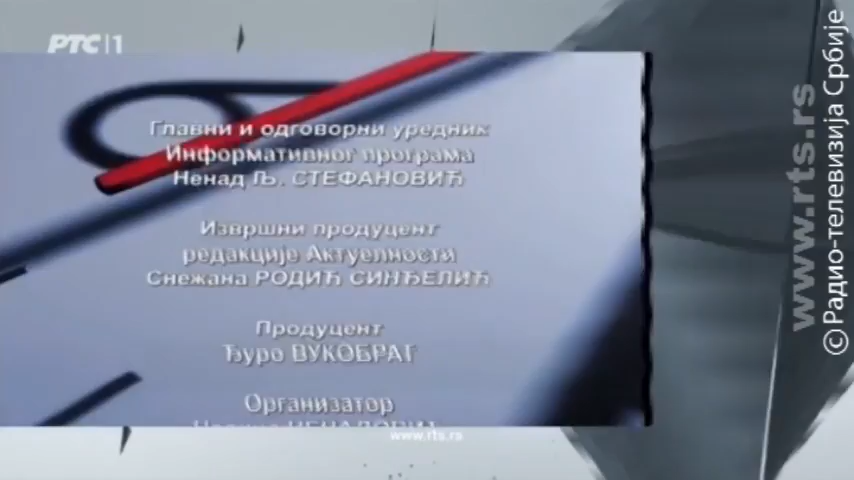 РТС|1
Главни и одговорни уредник
Информативног програма
Ненад Љ. СТЕФАНОВИЋ
Извршни продуцент
редакције Актуелности
Снежана РОДИЋ СИНЂЕЛИЋ
Продуцент
Ђуро ВУКОБРАТ
Организатор
www.rts.rs
www.rts.rs
© Радио-телевизија Србије